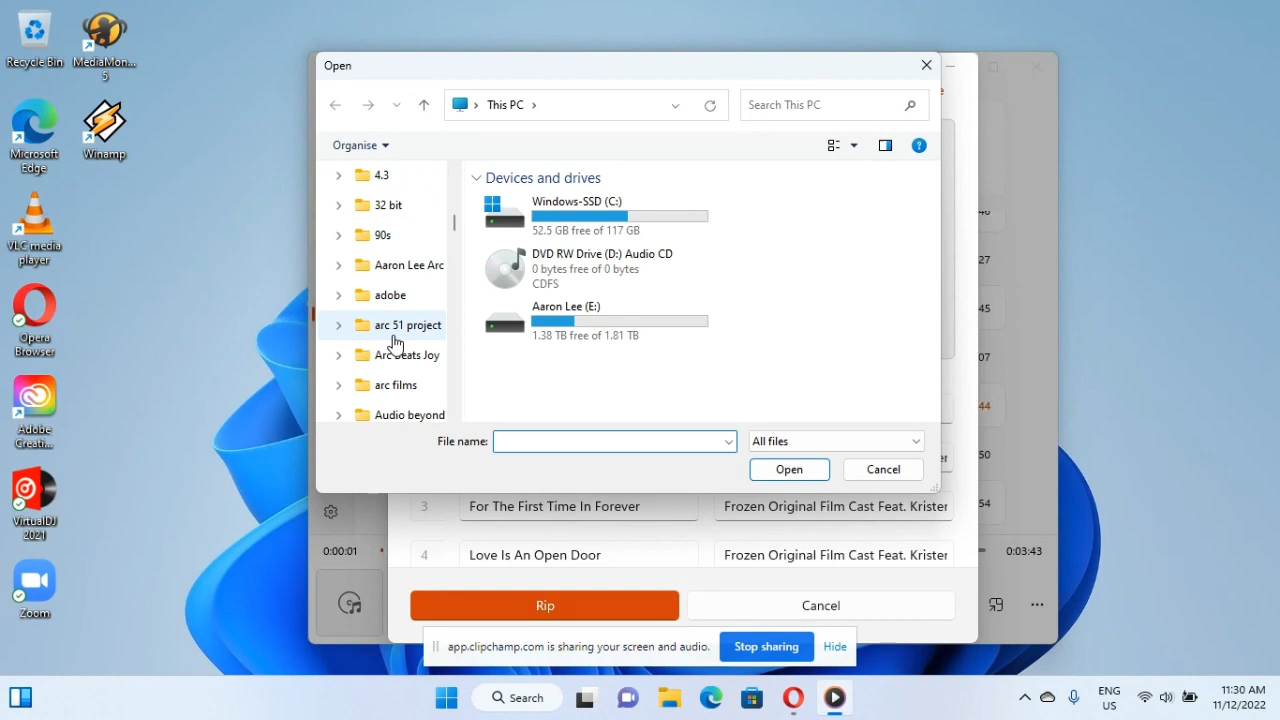 Recycle Bin
MediaMon...
5
Microsoft
Edge
Winamp
VLC media
player
Opera
Browser
Adobe
Creati...
VirtualDJ
2021
Zoom
Open
This PC
Search This PC
Organise
4.3
32 bit
90s
Aaron Lee Arc
adobe
arc 51 project
Arc Beats Joy
arc films
Audio beyond
Devices and drives
Windows-SSD (C:)
52.5 GB free of 117 GB
DVD RW Drive (D:) Audio CD
0 bytes free of 0 bytes
CDFS
Aaron Lee (E:)
1.38 TB free of 1.81 TB
File name:
All files
Open
Cancel
27
45
07
44
50
54
3 For The First Time In Forever Frozen Original Film Cast Feat. Krister
4 Love Is An Open Door Frozen Original Film Cast Feat. Krister
0:00:01
0:03:43
Rip
Cancel
app.clipchamp.com is sharing your screen and audio.
Stop sharing
Hide
Search
ENG
US
11:30 AM
11/12/2022